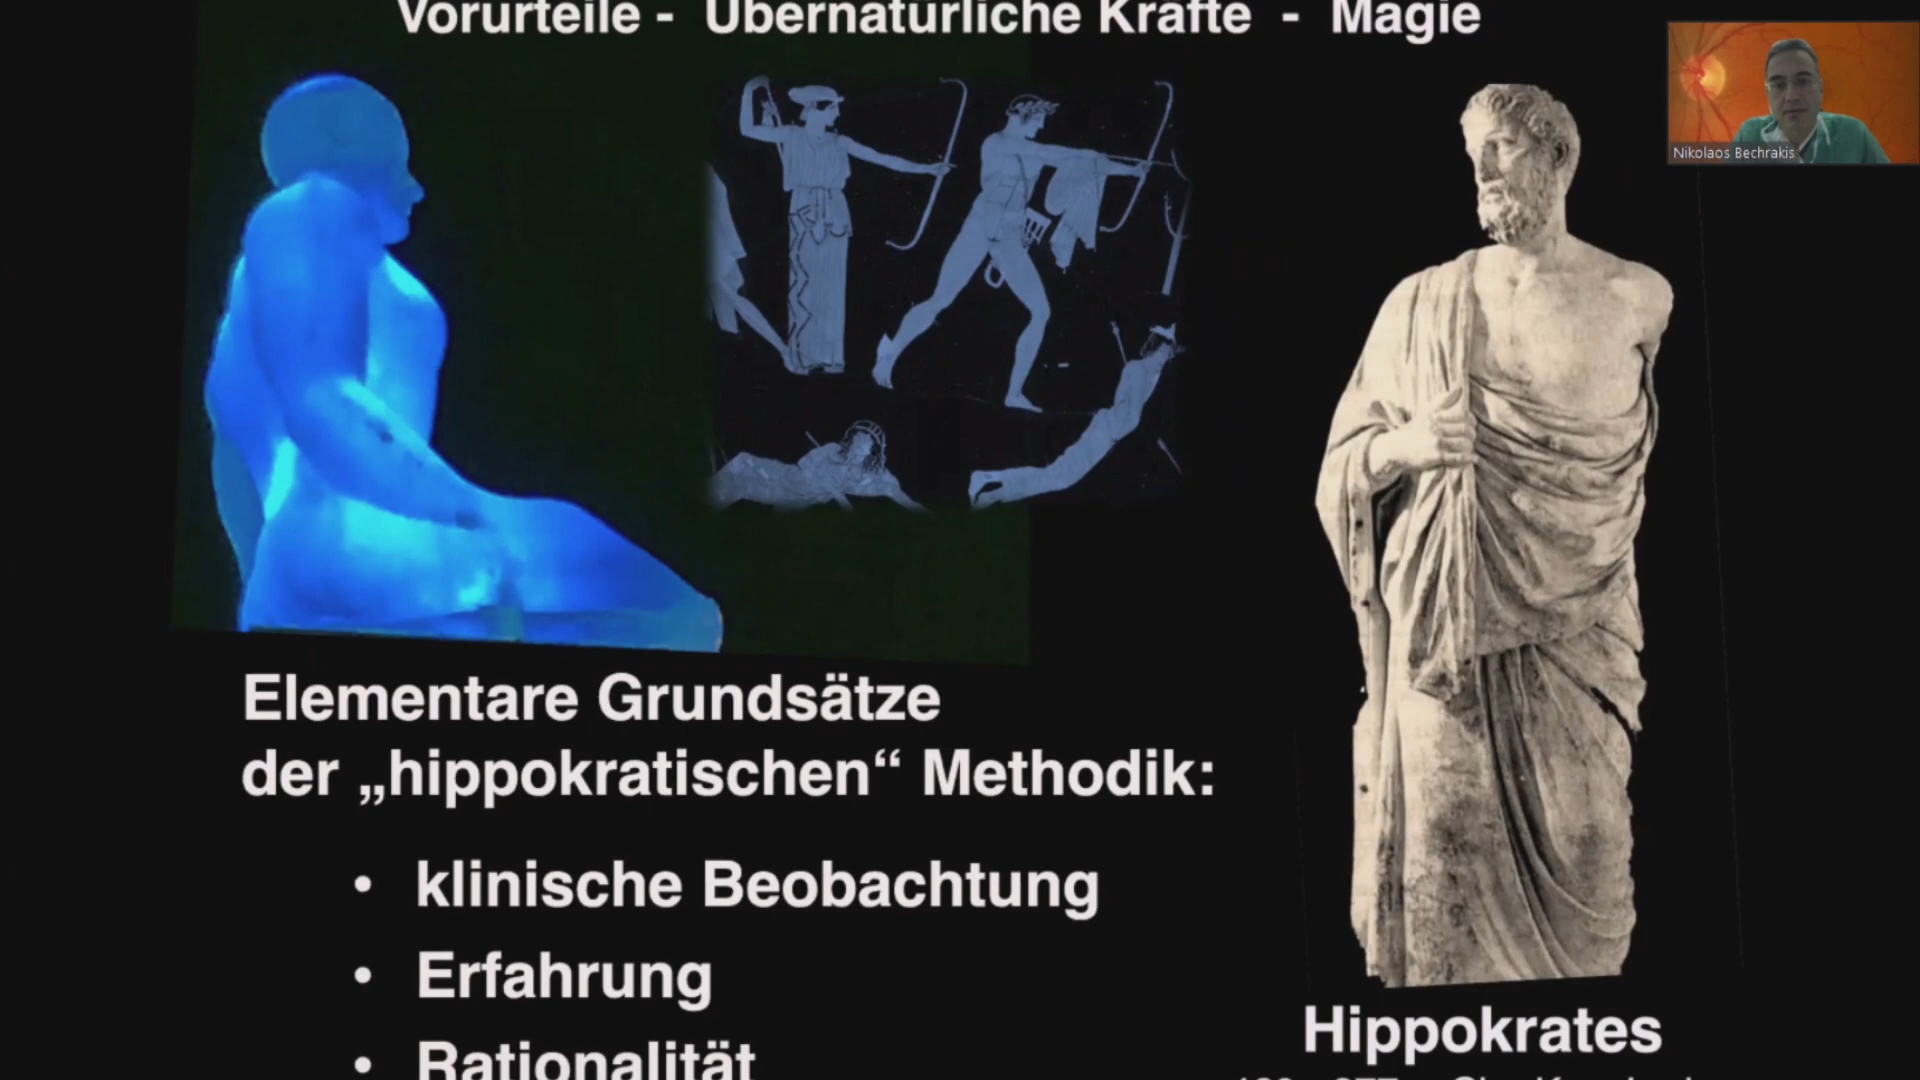 Vorurteile - Übernatürliche Kräfte - Magie
Nikolaos Bechrakis
Elementare Grundsätze
der „hippokratischen“ Methodik:
• klinische Beobachtung
• Erfahrung
• Rationalität
Hippokrates